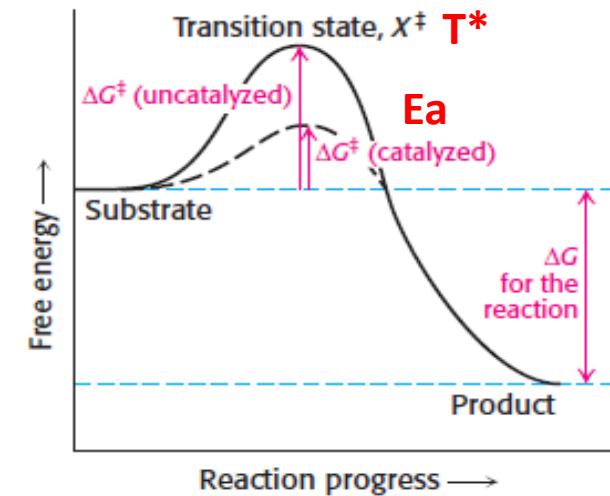 Transition state, X‡ T*
ΔG‡ (uncatalyzed)
Ea
ΔG‡ (catalyzed)
Substrate
ΔG
for the
reaction
Product
Free energy →
Reaction progress →